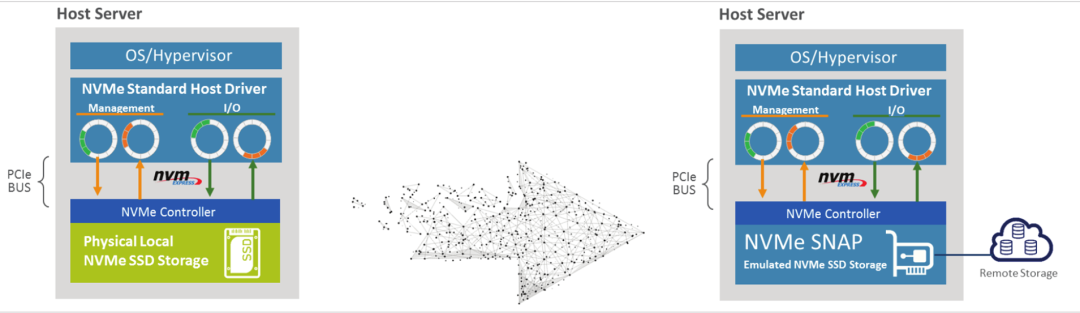 Host Server
OS/Hypervisor
NVMe Standard Host Driver
Management
I/O
PCIe
BUS
nvm
EXPRESS
NVMe Controller
Physical Local
NVMe SSD Storage
SSD
Host Server
OS/Hypervisor
NVMe Standard Host Driver
Management
I/O
PCIe
BUS
nvm
EXPRESS
NVMe Controller
NVMe SNAP
Emulated NVMe SSD Storage
Remote Storage